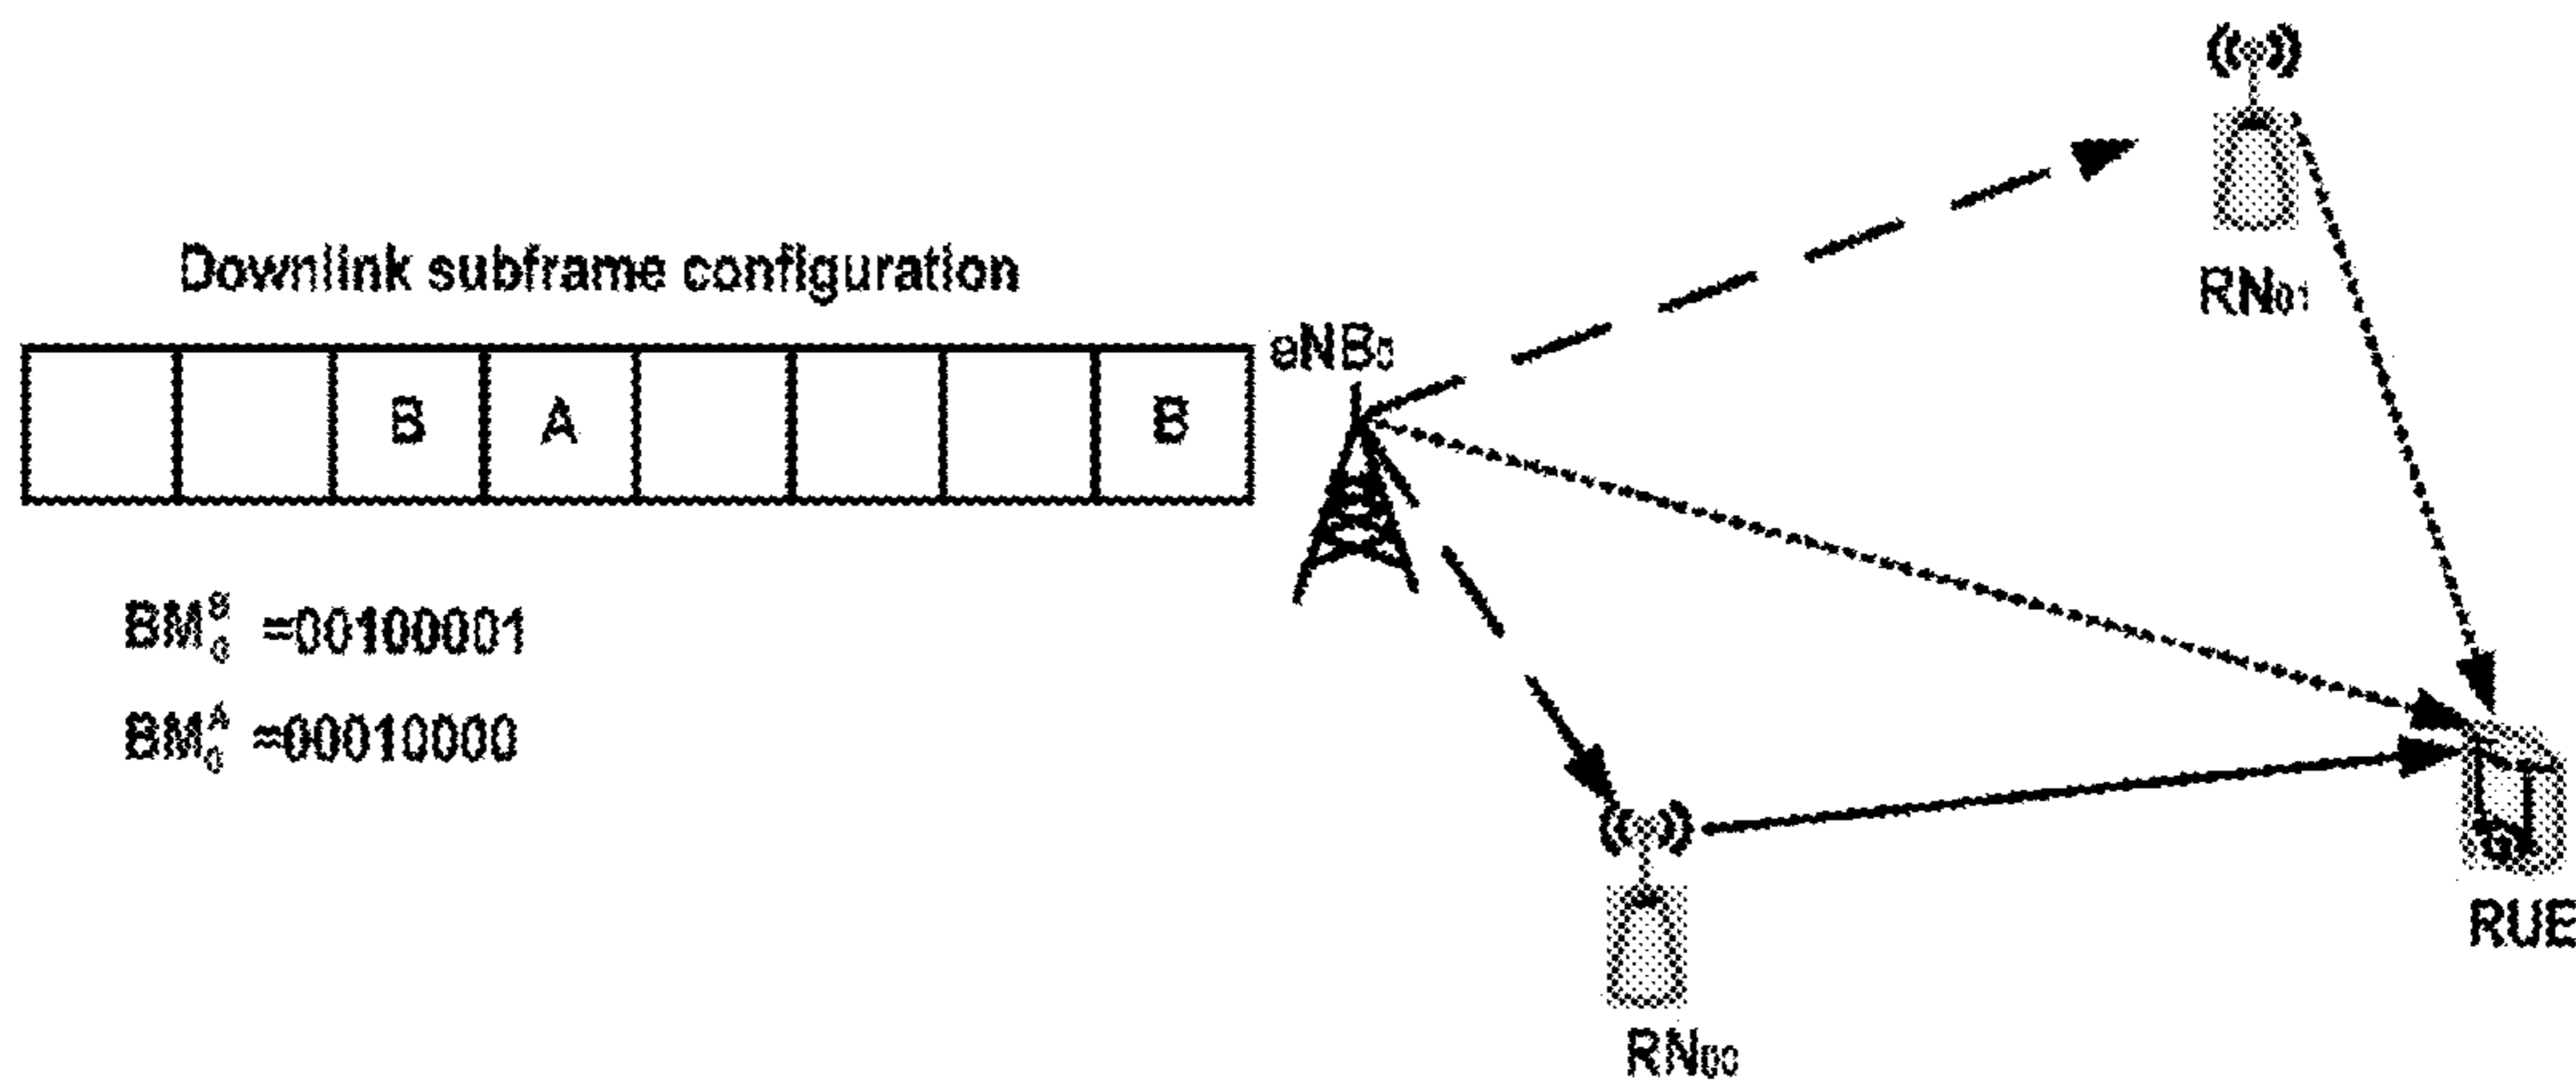 Downlink subframe configuration
B A B
eNB₀
RN₀₁
BM₀ᴮ =00100001
BM₀ᴬ =00010000
RUE
RN₀₀